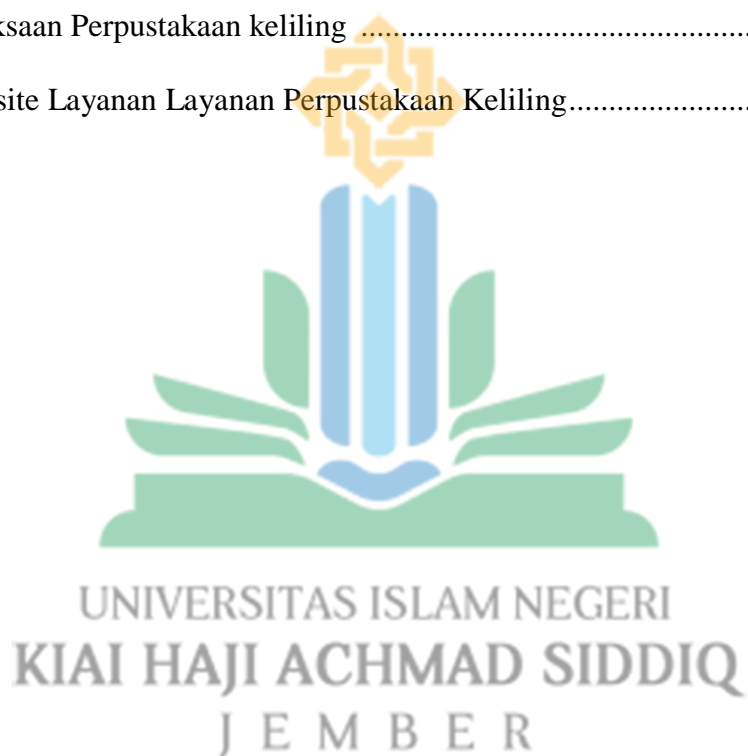 ksaan Perpustakaan keliling ..........................................
site Layanan Layanan Perpustakaan Keliling.....................
UNIVERSITAS ISLAM NEGERI
KIAI HAJI ACHMAD SIDDIQ
J E M B E R